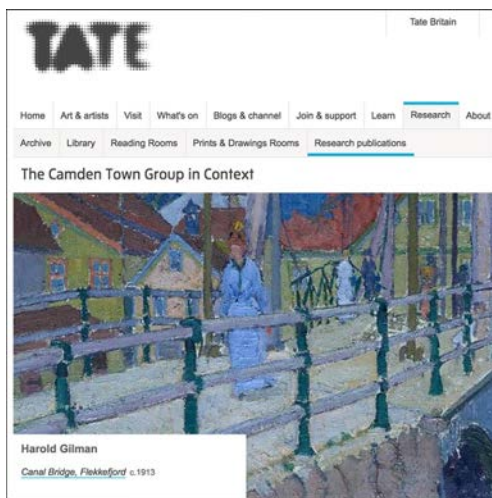 TATE
Tate Britain
Home Art & artists Visit What's on Blogs & channel Join & support Learn Research About
Archive Library Reading Rooms Prints & Drawings Rooms Research publications
The Camden Town Group in Context
Harold Gilman
Canal Bridge, Flekkefjord c.1913